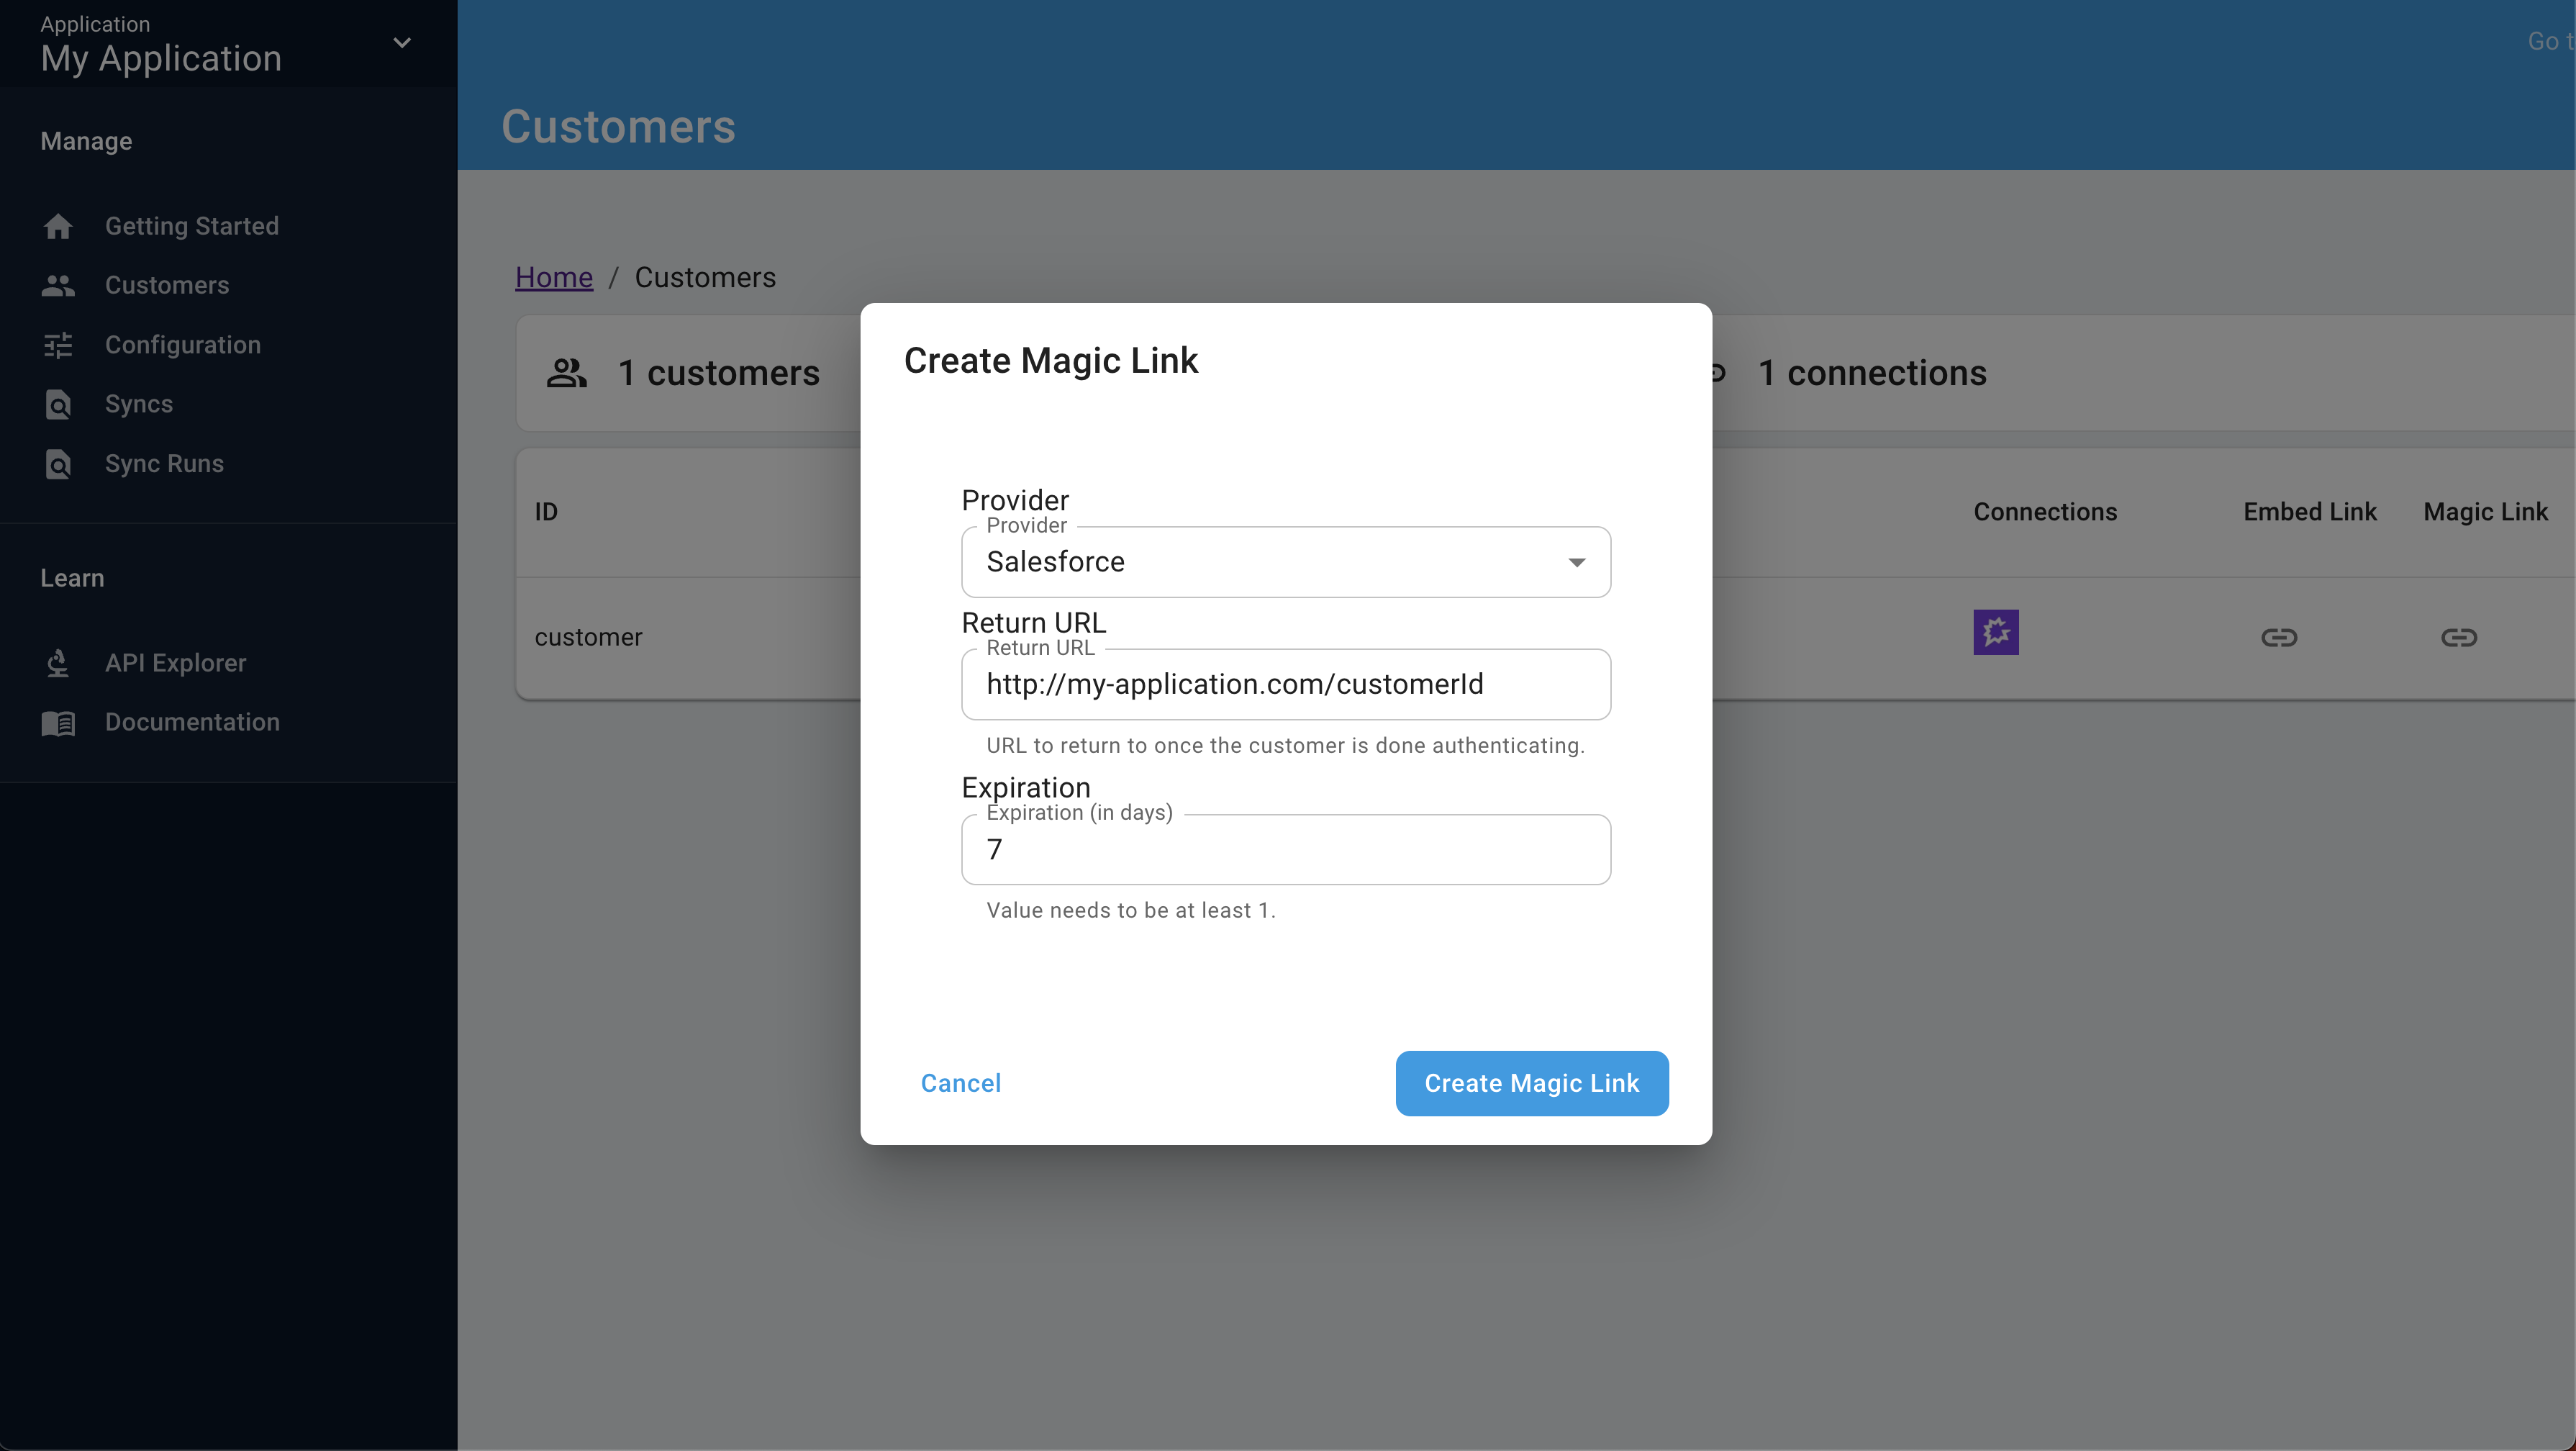 Application
My Application
Manage
Getting Started
Customers
Configuration
Syncs
Sync Runs
Learn
API Explorer
Documentation
Go t
Customers
Home / Customers
1 customers
1 connections
ID
Connections
Embed Link
Magic Link
customer
Create Magic Link
Provider
Provider
Salesforce
Return URL
Return URL
http://my-application.com/customerId
URL to return to once the customer is done authenticating.
Expiration
Expiration (in days)
7
Value needs to be at least 1.
Cancel
Create Magic Link